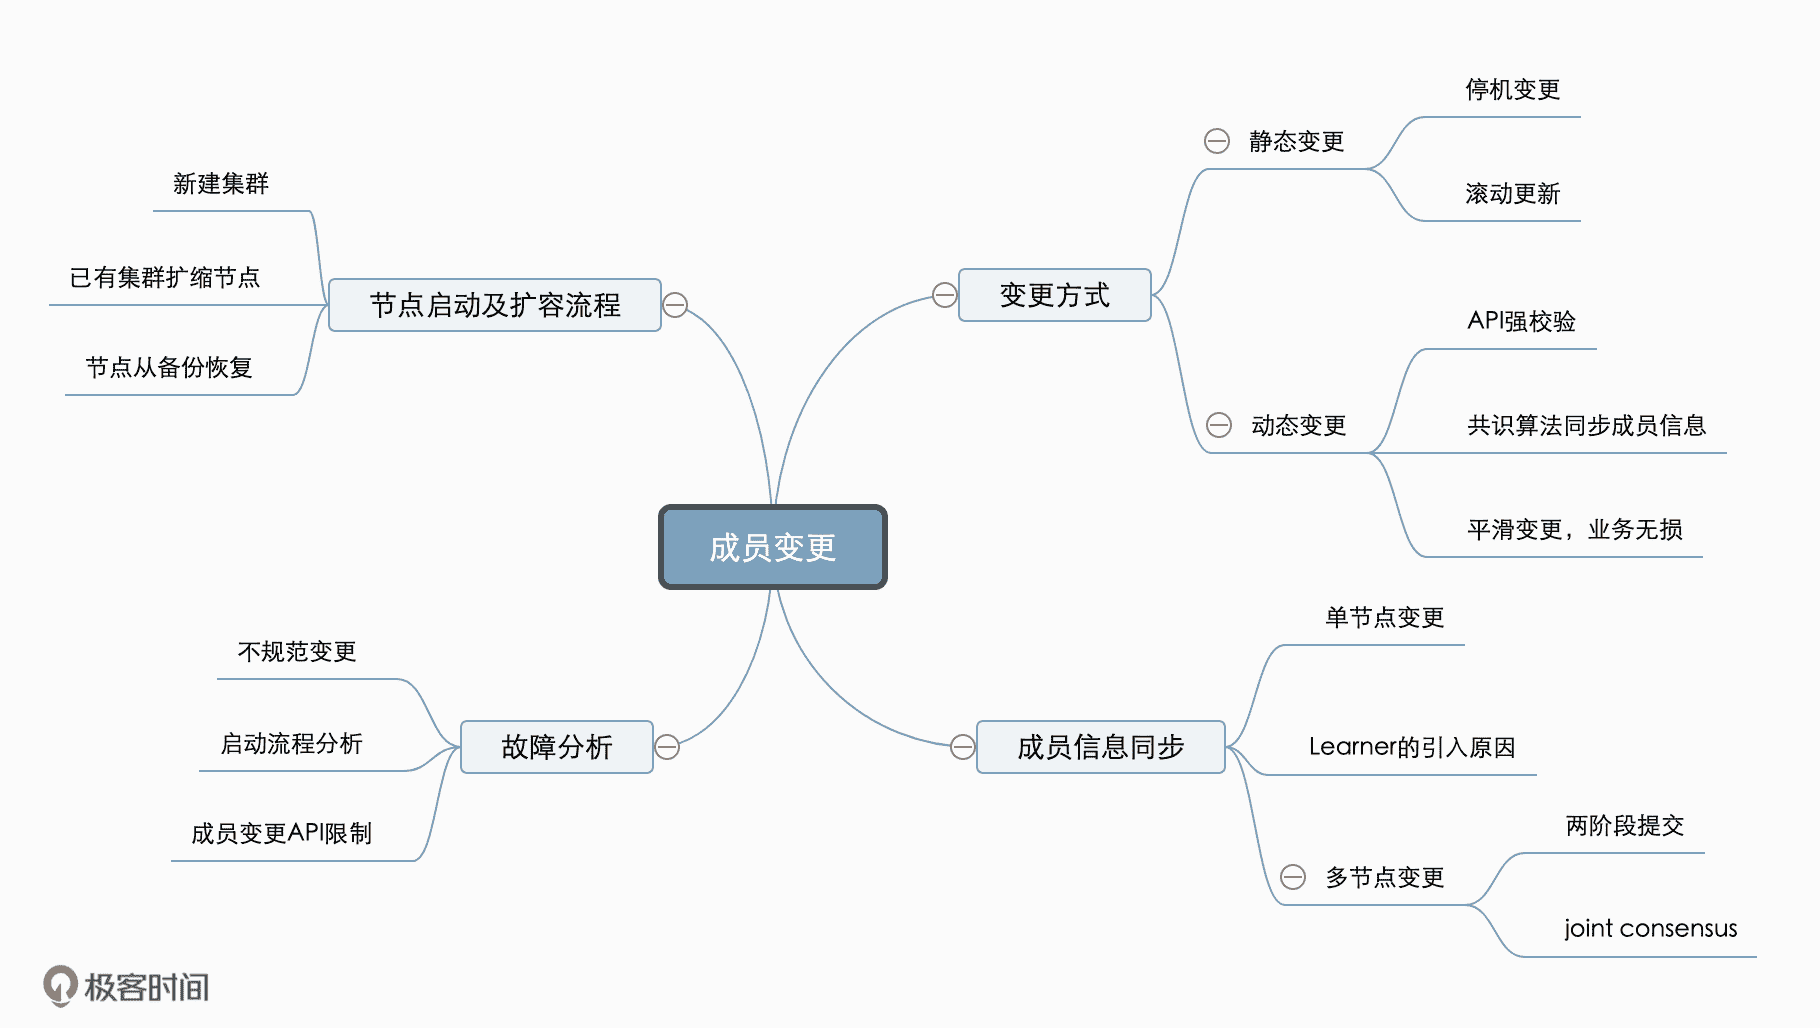 成员变更
变更方式
静态变更
停机变更
滚动更新
动态变更
API强校验
共识算法同步成员信息
平滑变更，业务无损
成员信息同步
单节点变更
Learner的引入原因
多节点变更
两阶段提交
joint consensus
节点启动及扩容流程
新建集群
已有集群扩缩节点
节点从备份恢复
故障分析
不规范变更
启动流程分析
成员变更API限制
极客时间